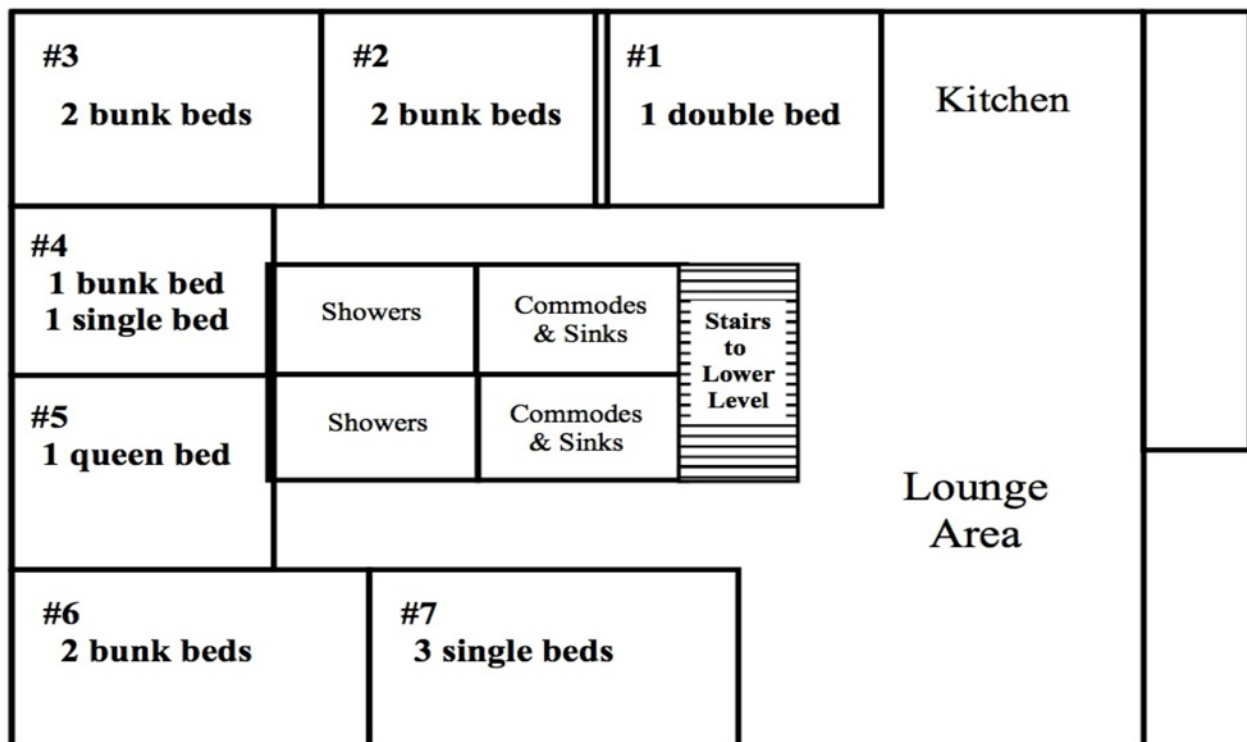 #3
2 bunk beds
#2
2 bunk beds
#1
1 double bed
Kitchen
#4
1 bunk bed
1 single bed
Showers
Commodes
& Sinks
Stairs
to
Lower
Level
#5
1 queen bed
Showers
Commodes
& Sinks
Lounge
Area
#6
2 bunk beds
#7
3 single beds